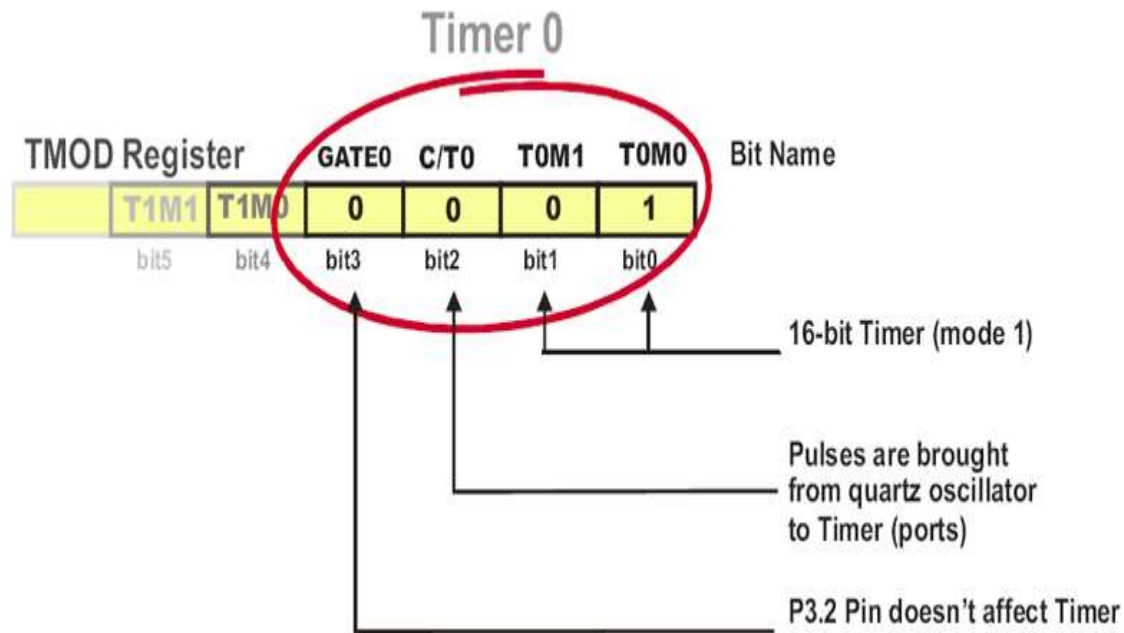 Timer 0
TMOD Register GATE0 C/T0 T0M1 T0M0 Bit Name
T1M1 T1M0 0 0 0 1
bit5 bit4 bit3 bit2 bit1 bit0
16-bit Timer (mode 1)
Pulses are brought
from quartz oscillator
to Timer (ports)
P3.2 Pin doesn't affect Timer